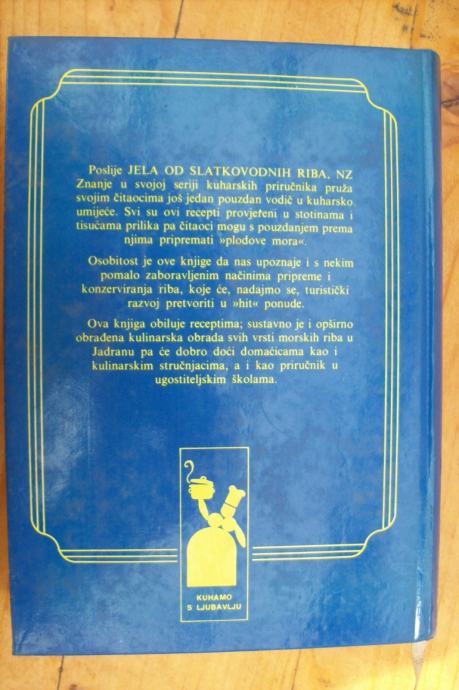 Poslije JELA OD SLATKOVODNIH RIBA, NZ
Znanje u svojoj seriji kuharskih priručnika pruža
svojim čitaocima još jedan pouzdan vodič u kuharsko
umijeće. Svi su ovi recepti provjereni u stotinama i
tisućama prilika pa čitaoci mogu s pouzdanjem prema
njima pripremati »plodove mora«.
Osobitost je ove knjige da nas upoznaje i s nekim
pomalo zaboravljenim načinima pripreme i
konzerviranja riba, koje će, nadajmo se, turistički
razvoj pretvoriti u »hit« ponude.
Ova knjiga obiluje receptima; sustavno je i opširno
obrađena kulinarska obrada svih vrsti morskih riba u
Jadranu pa će dobro doći domaćicama kao i
kulinarskim stručnjacima, a i kao priručnik u
ugostiteljskim školama.
KUHAMO
S LJUBAVLJU